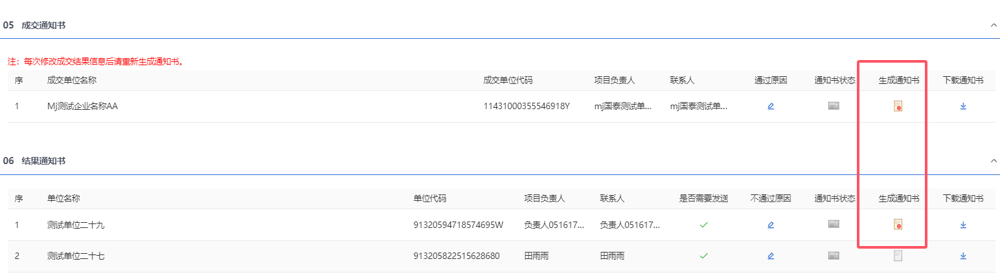 05 成交通知书
注：每次修改成交结果信息后请重新生成通知书。
序 成交单位名称 成交单位代码 项目负责人 联系人 通过原因 通知书状态 生成通知书 下载通知书
1 Mj测试企业名称AA 11431000355546918Y mj国泰测试单... mj国泰测试单...
06 结果通知书
序 单位名称 单位代码 项目负责人 联系人 是否需要发送 不通过原因 通知书状态 生成通知书 下载通知书
1 测试单位二十九 91320594718574695W 负责人051617... 负责人051617...
2 测试单位二十七 913205822515628680 田雨雨 田雨雨